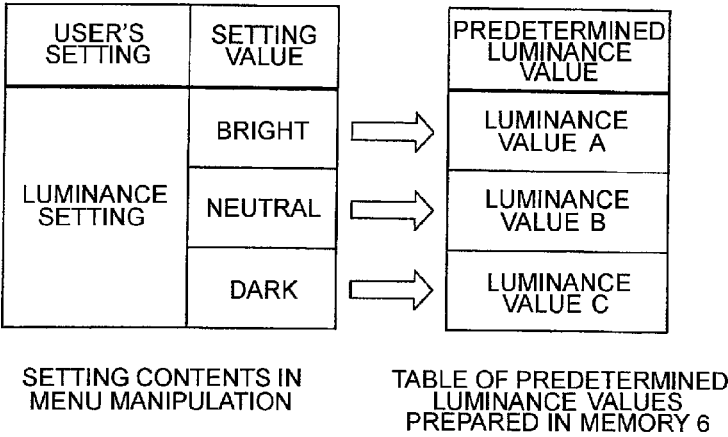 USER'S
SETTING
SETTING
VALUE
LUMINANCE
SETTING
BRIGHT
NEUTRAL
DARK
SETTING CONTENTS IN
MENU MANIPULATION
PREDETERMINED
LUMINANCE
VALUE
LUMINANCE
VALUE A
LUMINANCE
VALUE B
LUMINANCE
VALUE C
TABLE OF PREDETERMINED
LUMINANCE VALUES
PREPARED IN MEMORY 6